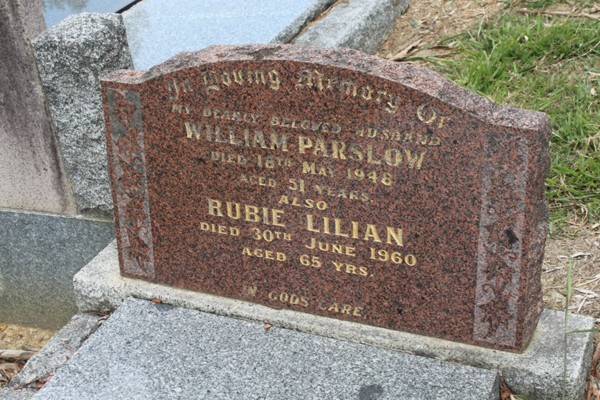 In Loving Memory Of
MY DEARLY BELOVED HUSBAND
WILLIAM PARSLOW
DIED 18TH MAY 1948
AGED 51 YEARS
ALSO
RUBIE LILIAN
DIED 30TH JUNE 1960
AGED 65 YRS.
IN GODS CARE.